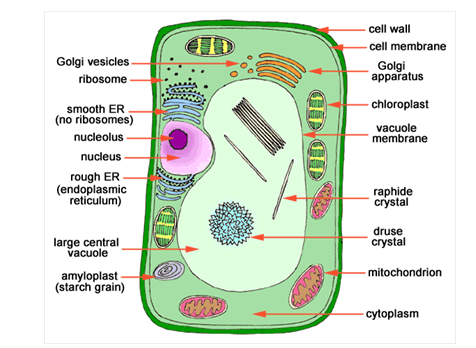 cell wall
cell membrane
Golgi vesicles
Golgi
apparatus
ribosome
chloroplast
smooth ER
(no ribosomes)
vacuole
membrane
nucleolus
nucleus
rough ER
(endoplasmic
reticulum)
raphide
crystal
druse
crystal
large central
vacuole
mitochondrion
amyloplast
(starch grain)
cytoplasm